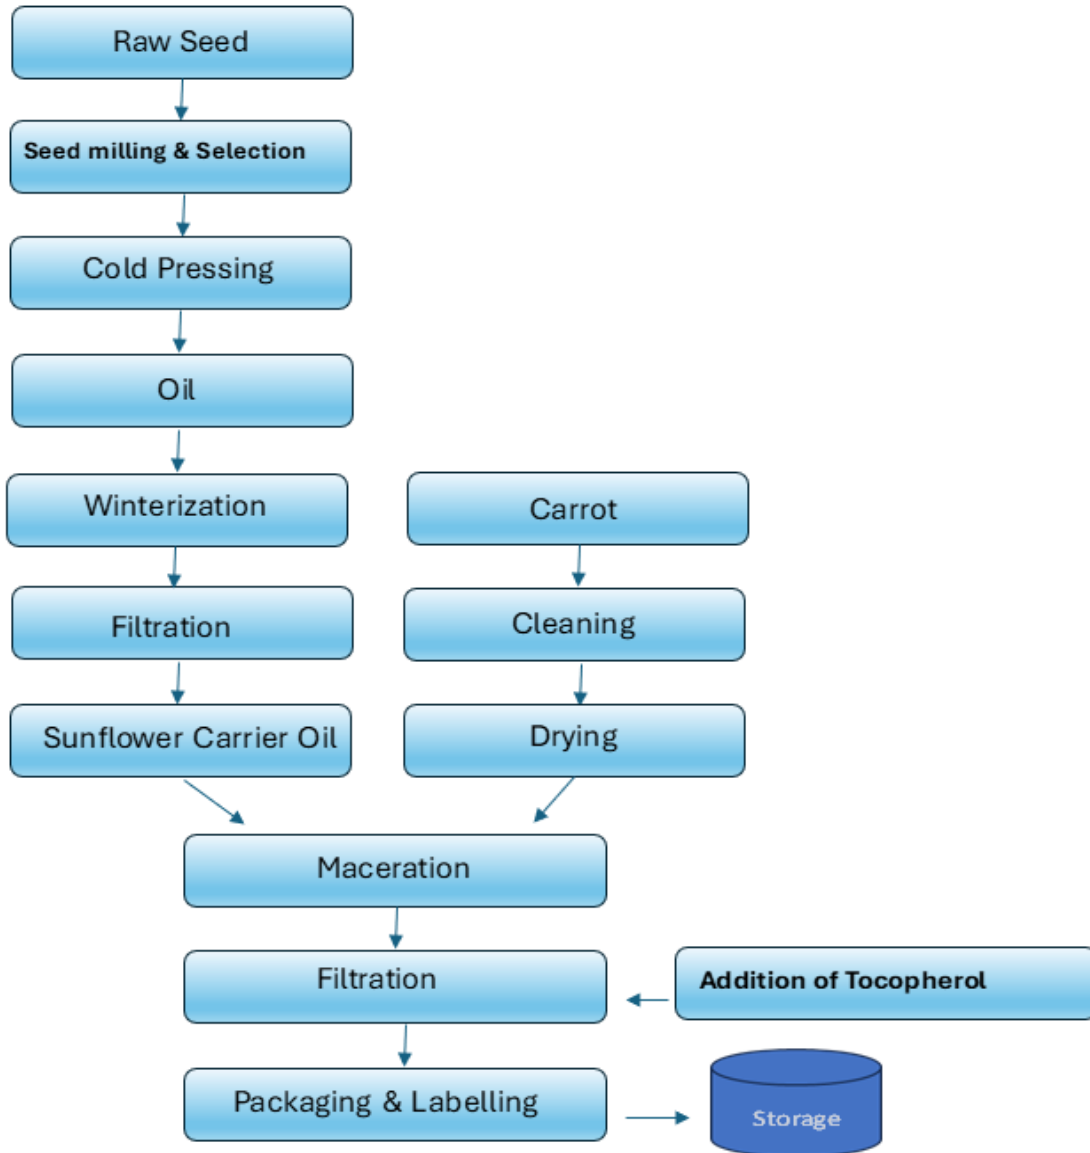 Raw Seed
Seed milling & Selection
Cold Pressing
Oil
Winterization
Filtration
Sunflower Carrier Oil
Carrot
Cleaning
Drying
Maceration
Filtration
Addition of Tocopherol
Packaging & Labelling
Storage